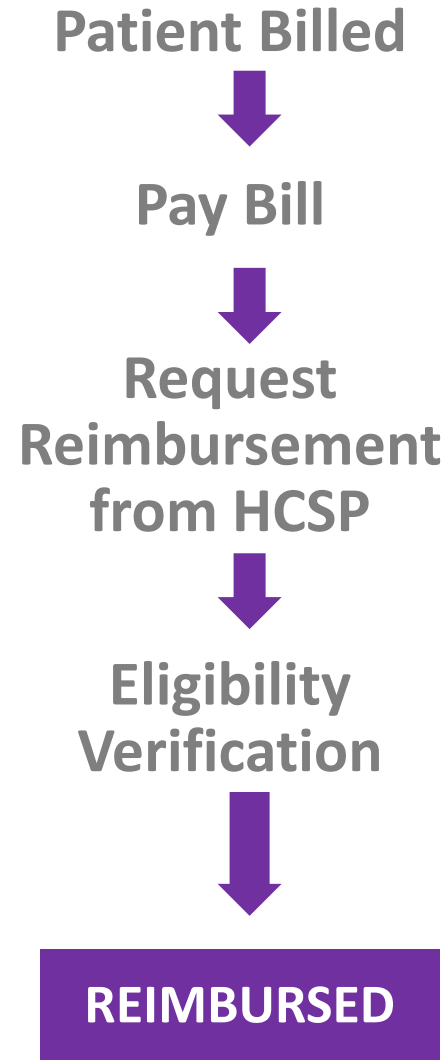 Patient Billed
Pay Bill
Request
Reimbursement
from HCSP
Eligibility
Verification
REIMBURSED